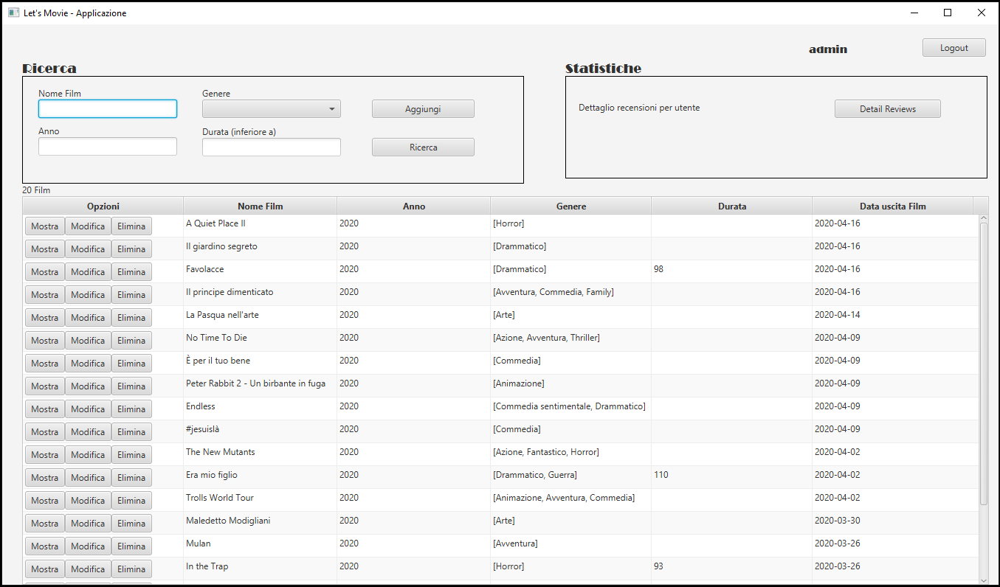 Let's Movie - Applicazione
admin
Logout
Ricerca
Statistiche
Nome Film
Genere
Aggiungi
Dettaglio recensioni per utente
Detail Reviews
Anno
Durata (inferiore a)
Ricerca
20 Film
Opzioni Nome Film Anno Genere Durata Data uscita Film
Mostra Modifica Elimina A Quiet Place II 2020 [Horror] 2020-04-16
Mostra Modifica Elimina Il giardino segreto 2020 [Drammatico] 2020-04-16
Mostra Modifica Elimina Favolacce 2020 [Drammatico] 98 2020-04-16
Mostra Modifica Elimina Il principe dimenticato 2020 [Avventura, Commedia, Family] 2020-04-16
Mostra Modifica Elimina La Pasqua nell'arte 2020 [Arte] 2020-04-14
Mostra Modifica Elimina No Time To Die 2020 [Azione, Avventura, Thriller] 2020-04-09
Mostra Modifica Elimina È per il tuo bene 2020 [Commedia] 2020-04-09
Mostra Modifica Elimina Peter Rabbit 2 - Un birbante in fuga 2020 [Animazione] 2020-04-09
Mostra Modifica Elimina Endless 2020 [Commedia sentimentale, Drammatico] 2020-04-09
Mostra Modifica Elimina #jesuislà 2020 [Commedia] 2020-04-09
Mostra Modifica Elimina The New Mutants 2020 [Azione, Fantastico, Horror] 2020-04-02
Mostra Modifica Elimina Era mio figlio 2020 [Drammatico, Guerra] 110 2020-04-02
Mostra Modifica Elimina Trolls World Tour 2020 [Animazione, Avventura, Commedia] 2020-04-02
Mostra Modifica Elimina Maledetto Modigliani 2020 [Arte] 2020-03-30
Mostra Modifica Elimina Mulan 2020 [Avventura] 2020-03-26
Mostra Modifica Elimina In the Trap 2020 [Horror] 93 2020-03-26